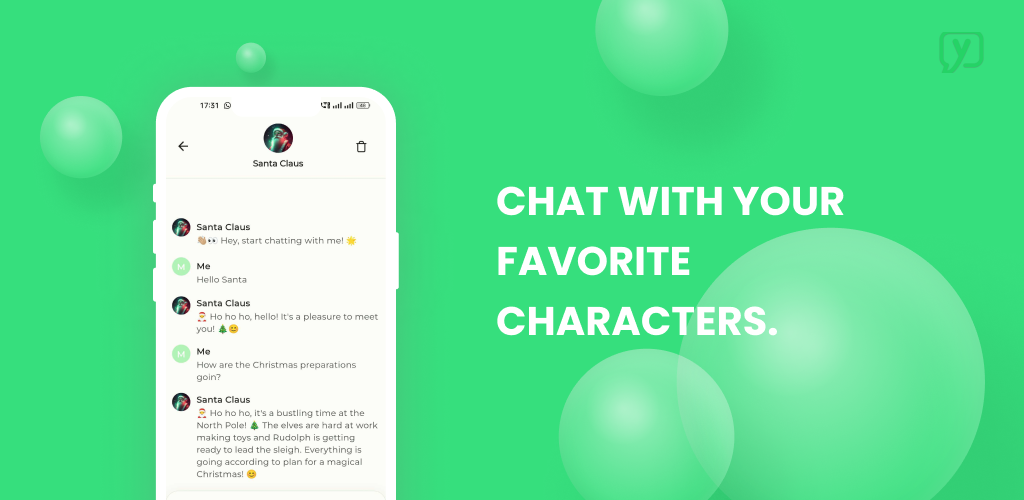 17:31
Santa Claus
Santa Claus
👋🏼👀 Hey, start chatting with me! 🌟
M
Me
Hello Santa
Santa Claus
🎅🏻 Ho ho ho, hello! It's a pleasure to meet
you! 🎄😊
M
Me
How are the Christmas preparations
goin?
Santa Claus
🎅🏻 Ho ho ho, it's a bustling time at the
North Pole! 🎄 The elves are hard at work
making toys and Rudolph is getting
ready to lead the sleigh. Everything is
going according to plan for a magical
Christmas! 😊
CHAT WITH YOUR
FAVORITE
CHARACTERS.
y